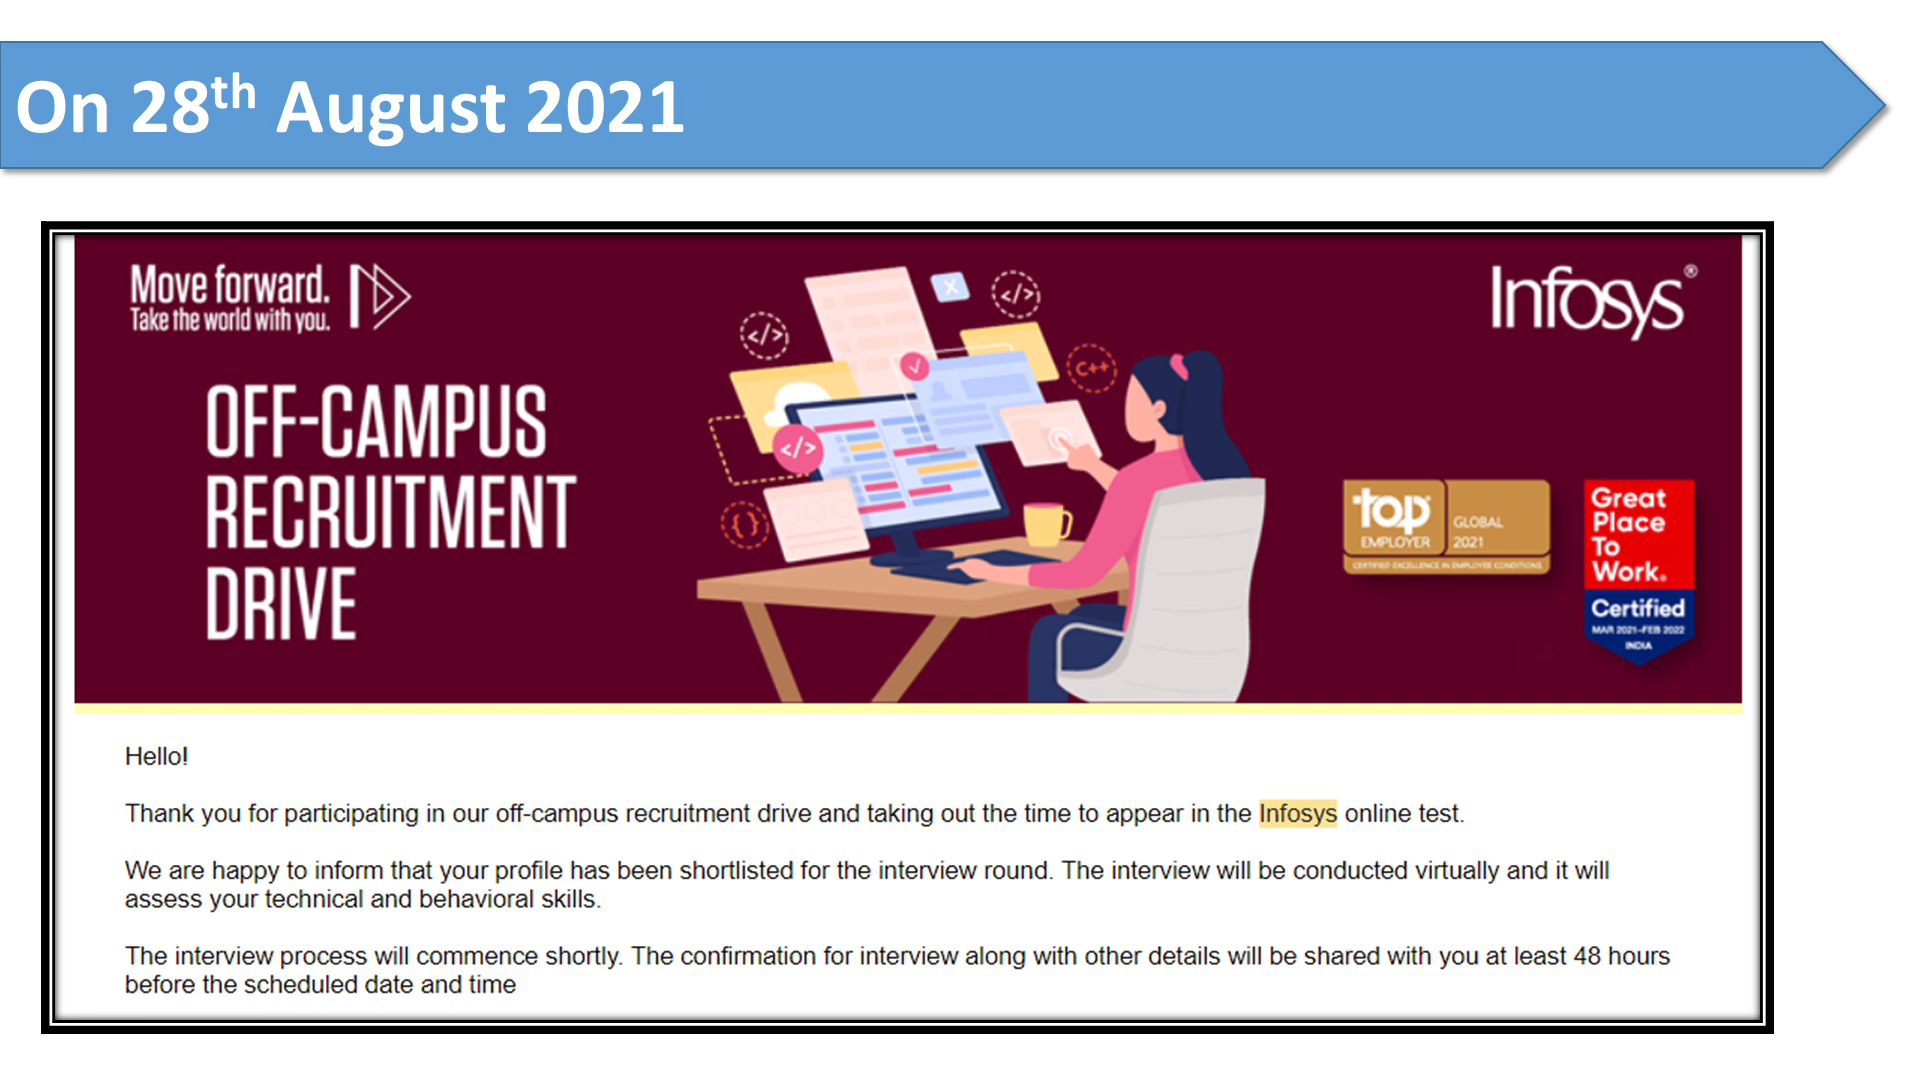 On 28th August 2021
Move forward.
Take the world with you.
Infosys®
OFF-CAMPUS
RECRUITMENT
DRIVE
X
</>
</>
C++
</>
{}
top
EMPLOYER
GLOBAL
2021
CERTIFIED EXCELLENCE IN EMPLOYEE CONDITIONS
Great
Place
To
Work®
Certified
MAR 2021-FEB 2022
INDIA
Hello!
Thank you for participating in our off-campus recruitment drive and taking out the time to appear in the Infosys online test.
We are happy to inform that your profile has been shortlisted for the interview round. The interview will be conducted virtually and it will
assess your technical and behavioral skills.
The interview process will commence shortly. The confirmation for interview along with other details will be shared with you at least 48 hours
before the scheduled date and time